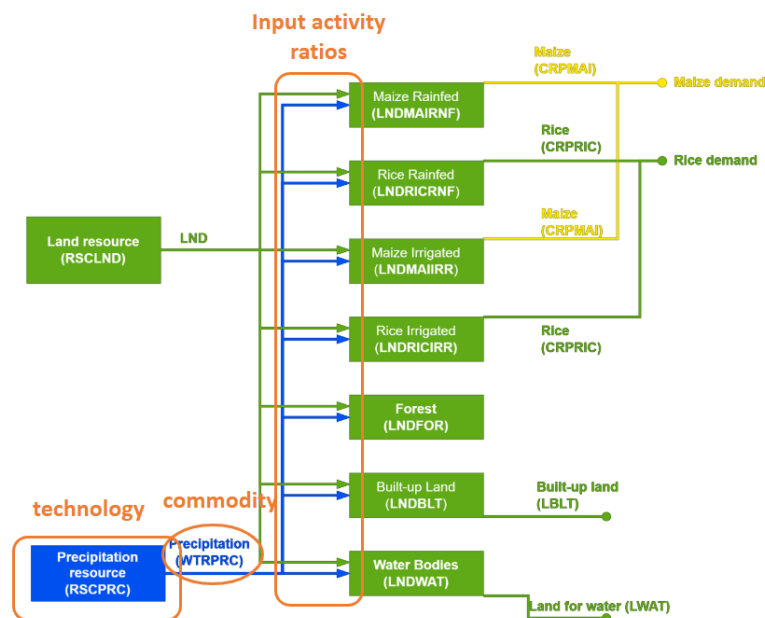 Input activity
ratios
Maize
(CRPMAI)
Maize demand
Maize Rainfed
(LNDMAIRNF)
Rice
(CRPRIC)
Rice demand
Rice Rainfed
(LNDRICRNF)
Maize
(CRPMAI)
Land resource
(RSCLND)
LND
Maize Irrigated
(LNDMAIIRR)
Rice Irrigated
(LNDRICIRR)
Rice
(CRPRIC)
Forest
(LNDFOR)
technology
commodity
Built-up Land
(LNDBLT)
Built-up land
(LBLT)
Precipitation
(WTRPRC)
Precipitation
resource
(RSCPRC)
Water Bodies
(LNDWAT)
Land for water (LWAT)